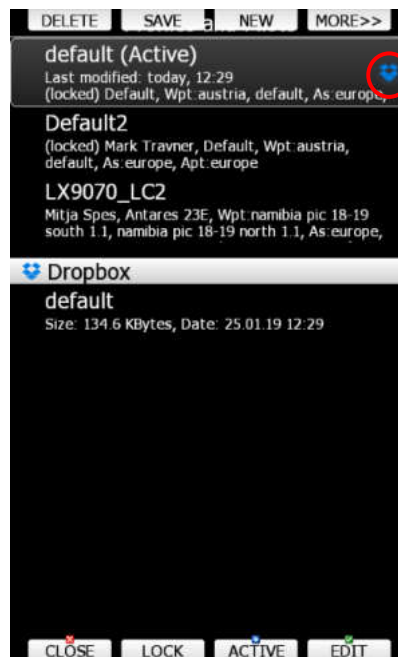 DELETE SAVE NEW MORE>>
default (Active)
Last modified: today, 12:29
(locked) Default, Wpt:austria, default, As:europe,
Default2
(locked) Mark Travner, Default, Wpt:austria,
default, As:europe, Apt:europe
LX9070_LC2
Mitja Spes, Antares 23E, Wpt:namibia pic 18-19
south 1.1, namibia pic 18-19 north 1.1, As:europe,
Dropbox
default
Size: 134.6 KBytes, Date: 25.01.19 12:29
CLOSE LOCK ACTIVE EDIT